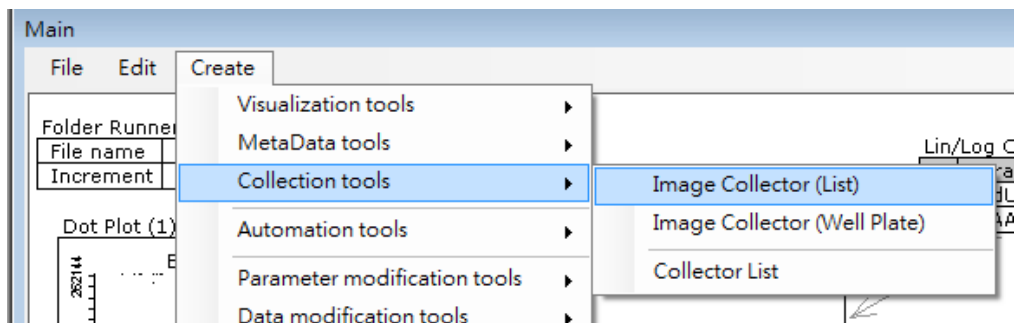 Main
File Edit Create
Visualization tools
Folder Runner
MetaData tools
File name
Lin/Log C
Increment
Collection tools
Image Collector (List)
Dot Plot (1)
Automation tools
Image Collector (Well Plate)
262144
Parameter modification tools
Collector List
Data modification tools